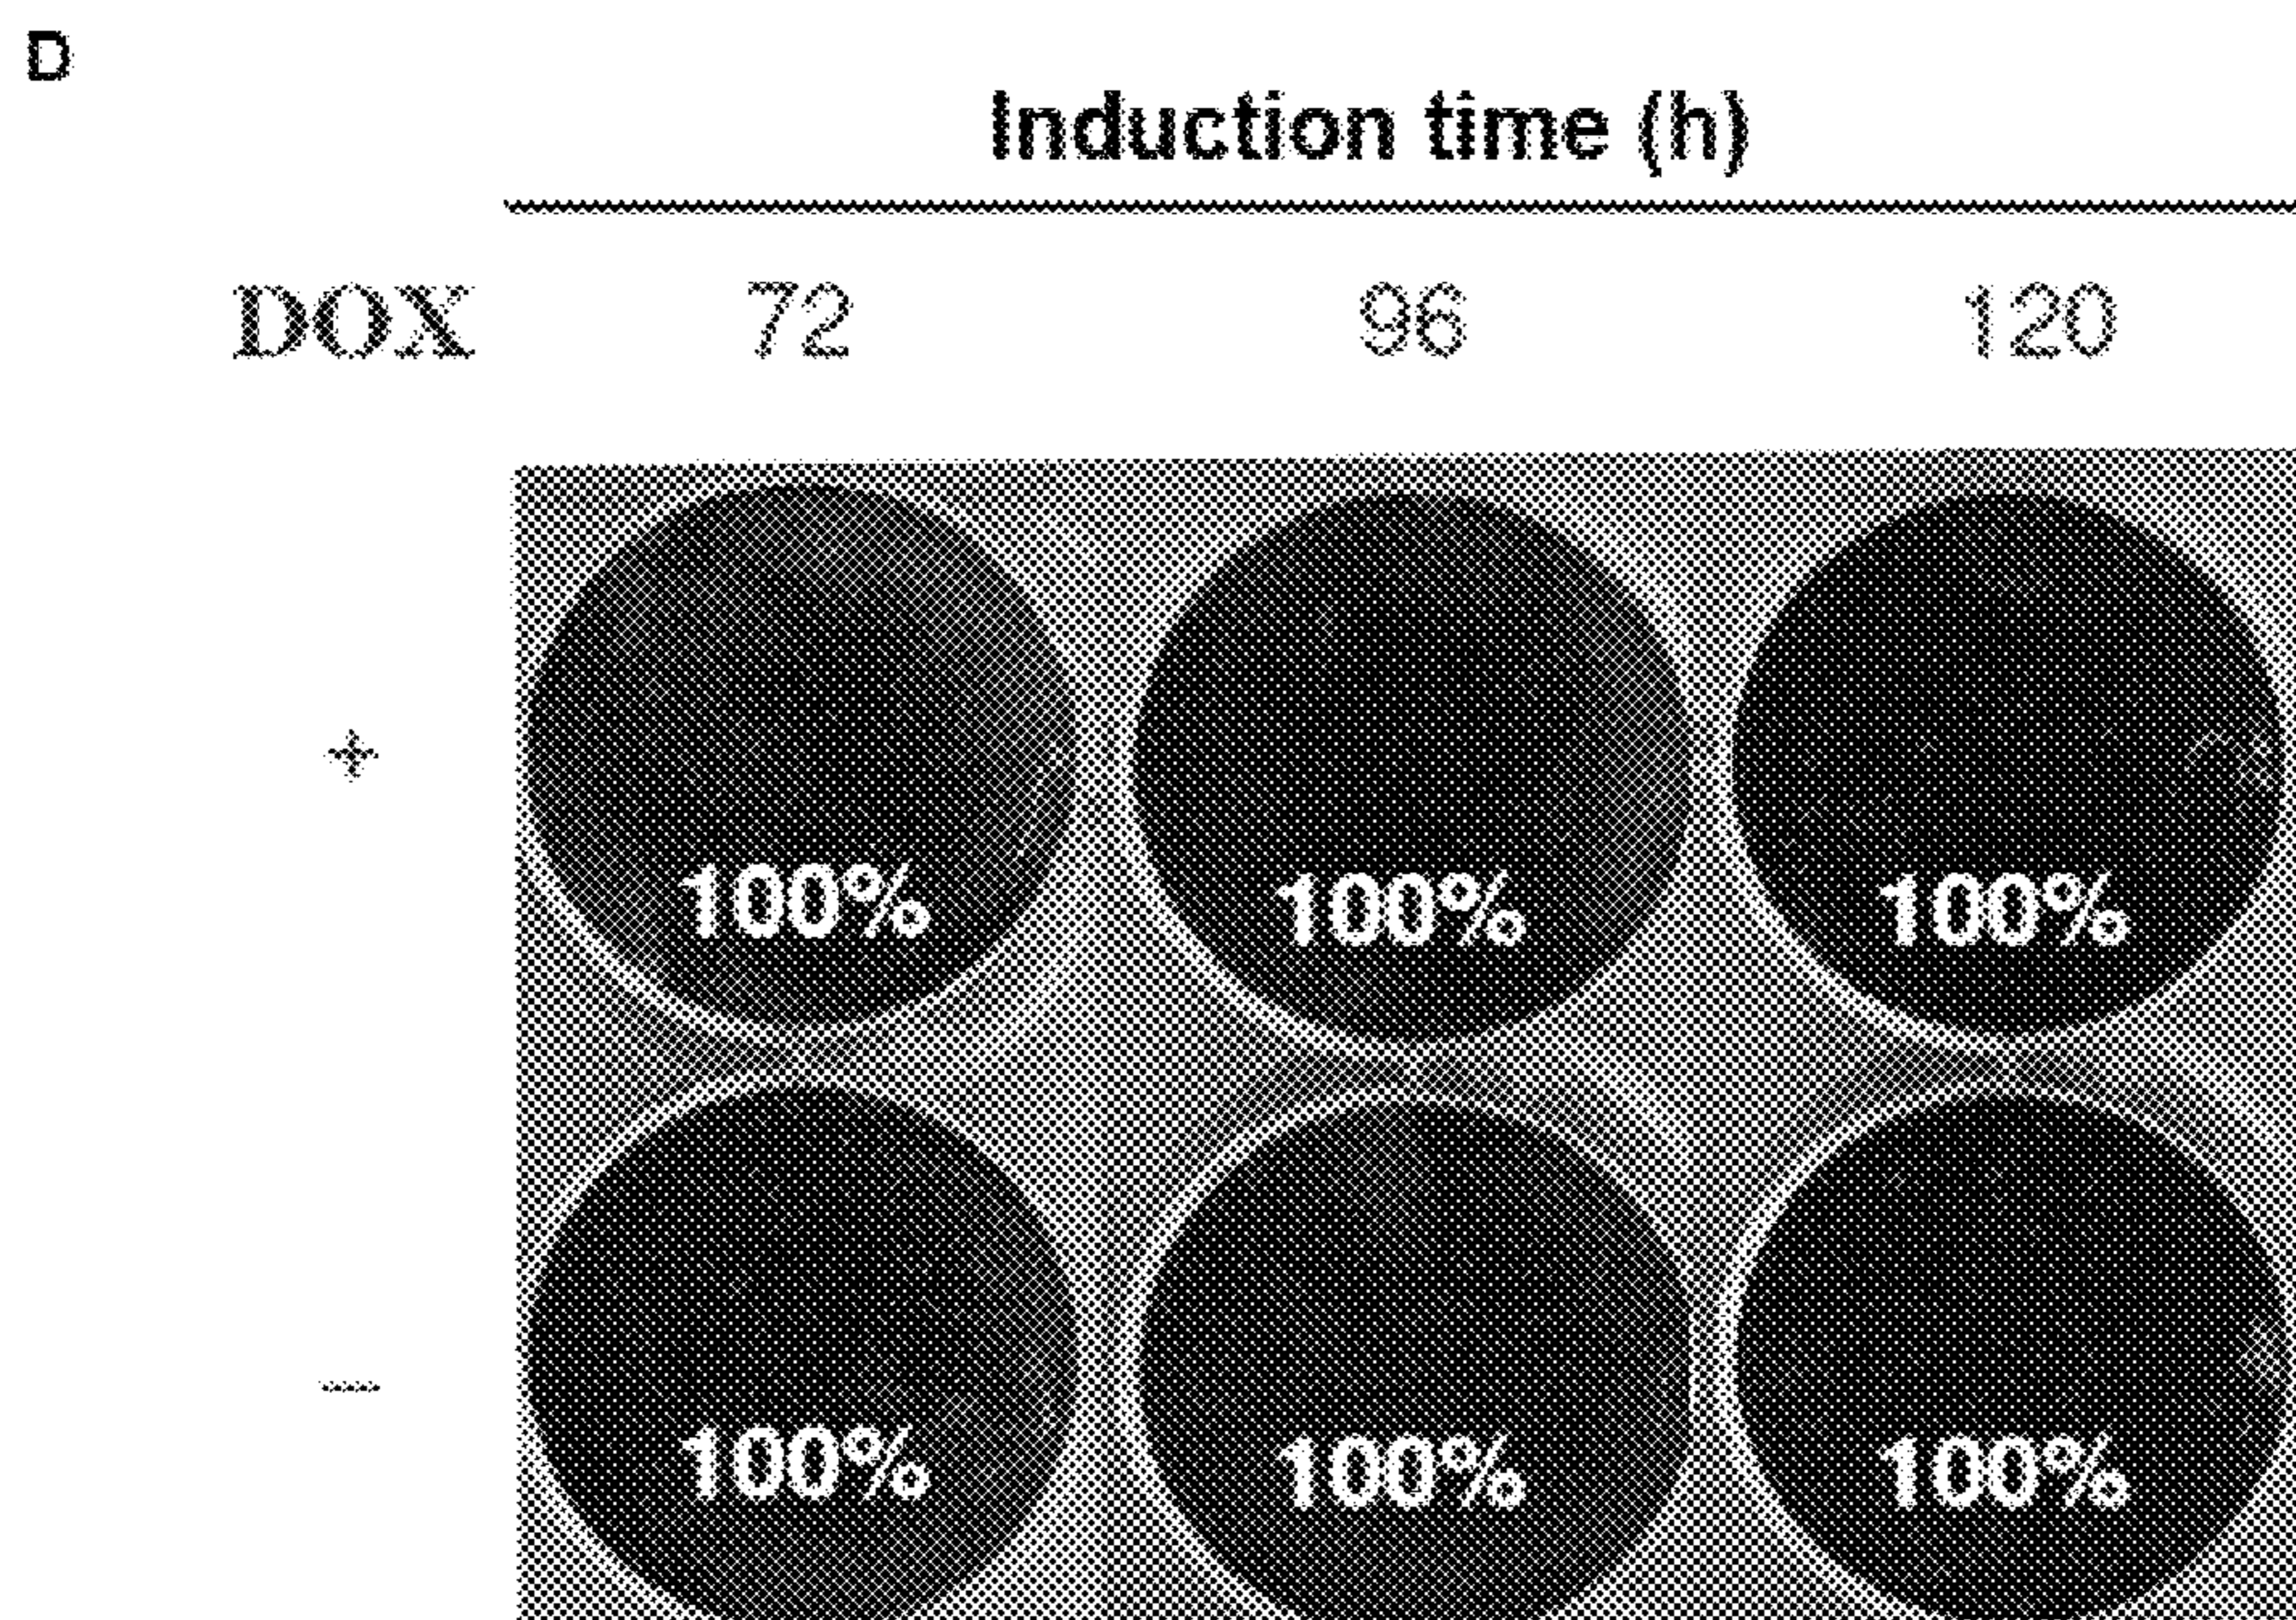 D
Induction time (h)
DOX 72 96 120
+ 100% 100% 100%
— 100% 100% 100%